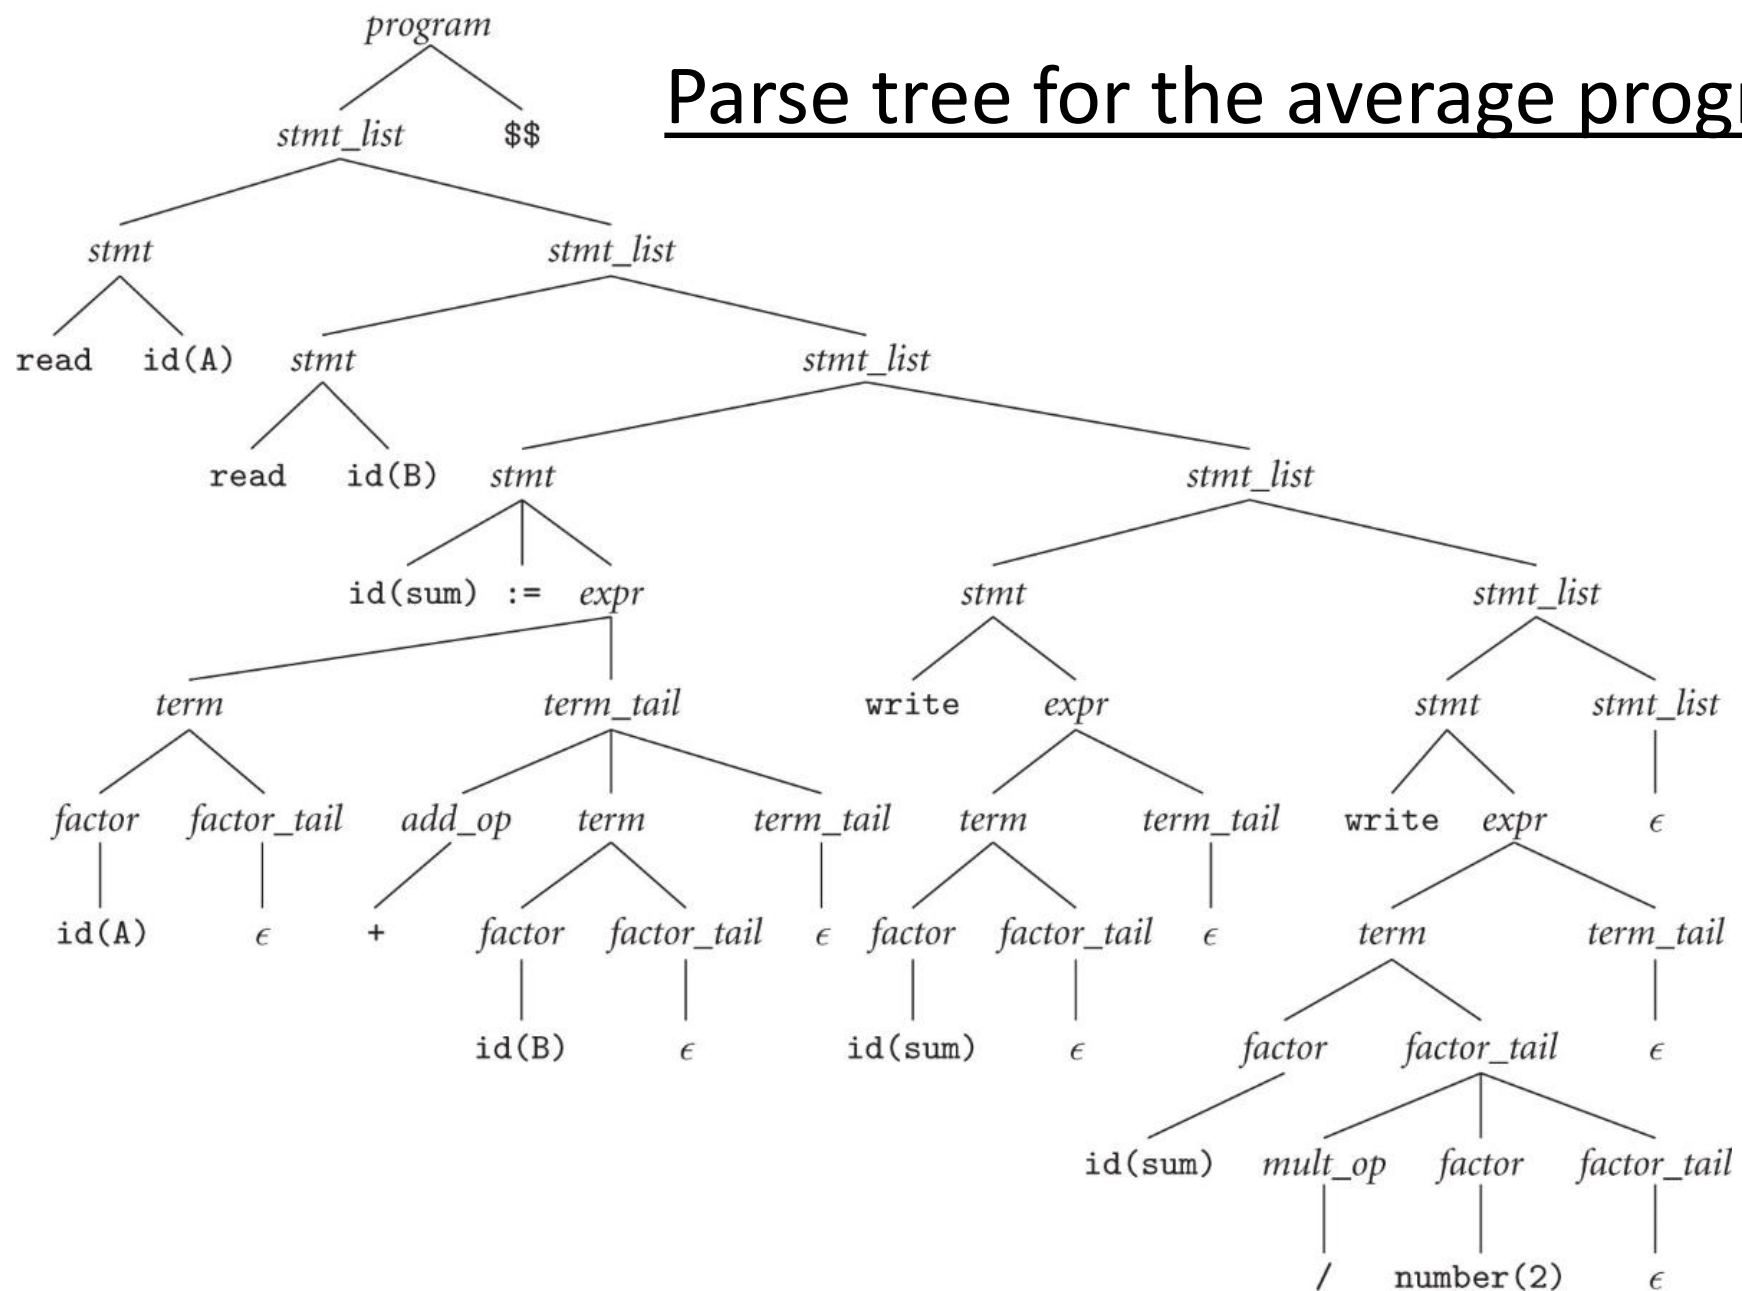 program
Parse tree for the average progr
stmt_list $$
stmt stmt_list
read id(A) stmt stmt_list
read id(B) stmt stmt_list
id(sum) := expr stmt stmt_list
term term_tail write expr stmt stmt_list
factor factor_tail add_op term term_tail term term_tail write expr ϵ
id(A) ϵ + factor factor_tail ϵ factor factor_tail ϵ term term_tail
id(B) ϵ id(sum) ϵ factor factor_tail ϵ
id(sum) mult_op factor factor_tail
/ number(2) ϵ